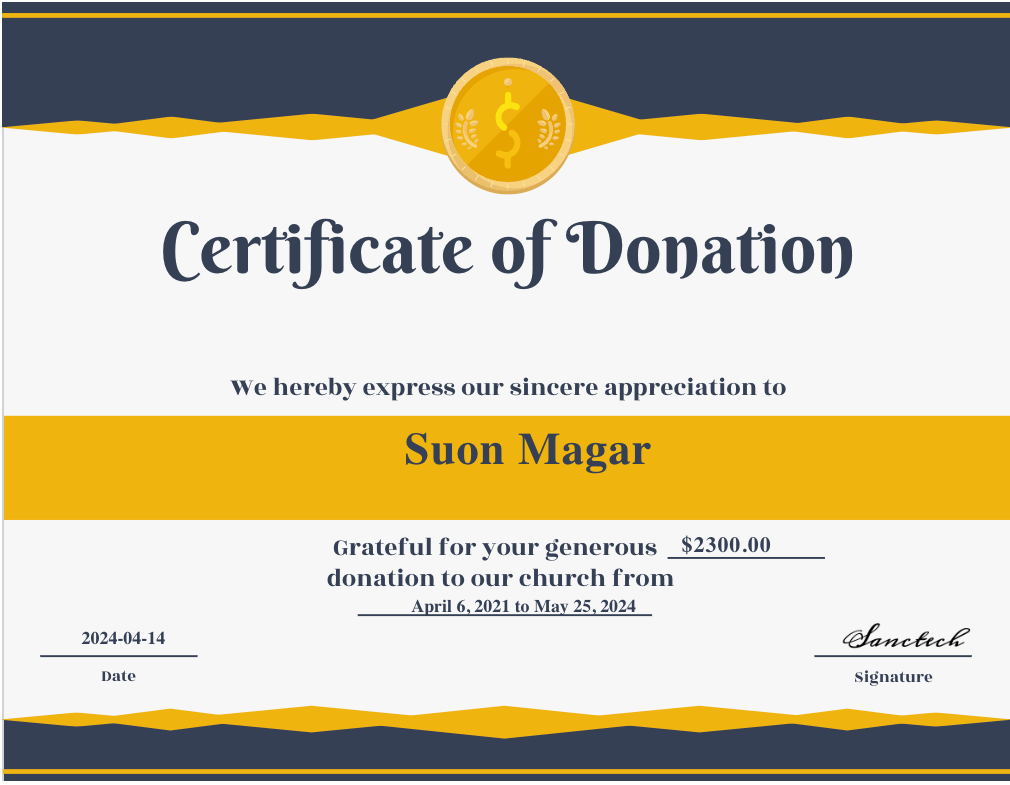 Certificate of Donation
We hereby express our sincere appreciation to
Suon Magar
Grateful for your generous $2300.00
donation to our church from
April 6, 2021 to May 25, 2024
2024-04-14
Date
Sanctech
Signature